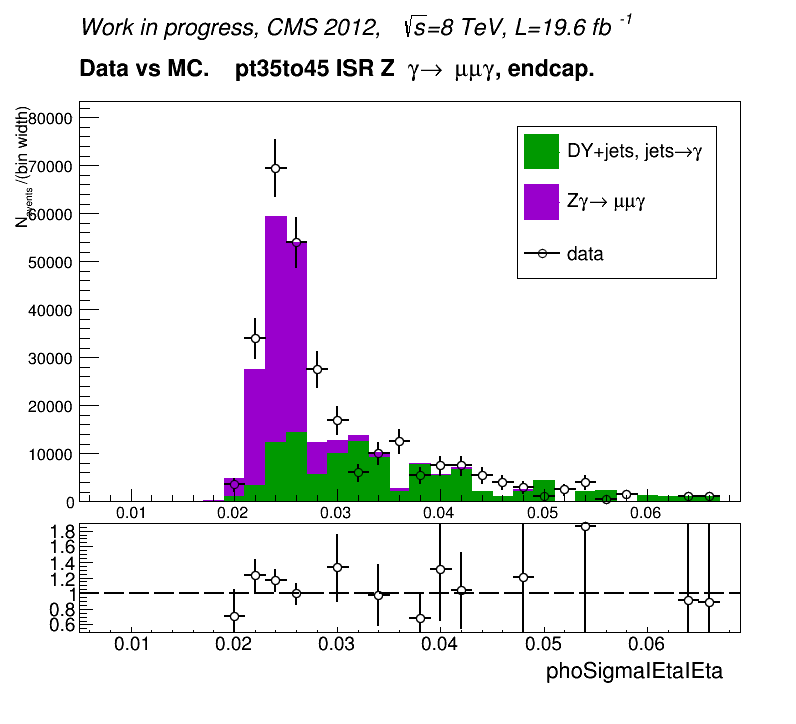 Work in progress, CMS 2012, √s=8 TeV, L=19.6 fb -1
Data vs MC. pt35to45 ISR Z γ→ μμγ, endcap.
N events /(bin width)
80000
70000
60000
50000
40000
30000
20000
10000
0
DY+jets, jets→γ
Zγ→ μμγ
data
0.01 0.02 0.03 0.04 0.05 0.06
1.8
1.6
1.4
1.2
1
0.8
0.6
0.01 0.02 0.03 0.04 0.05 0.06
phoSigmaIEtaIEta